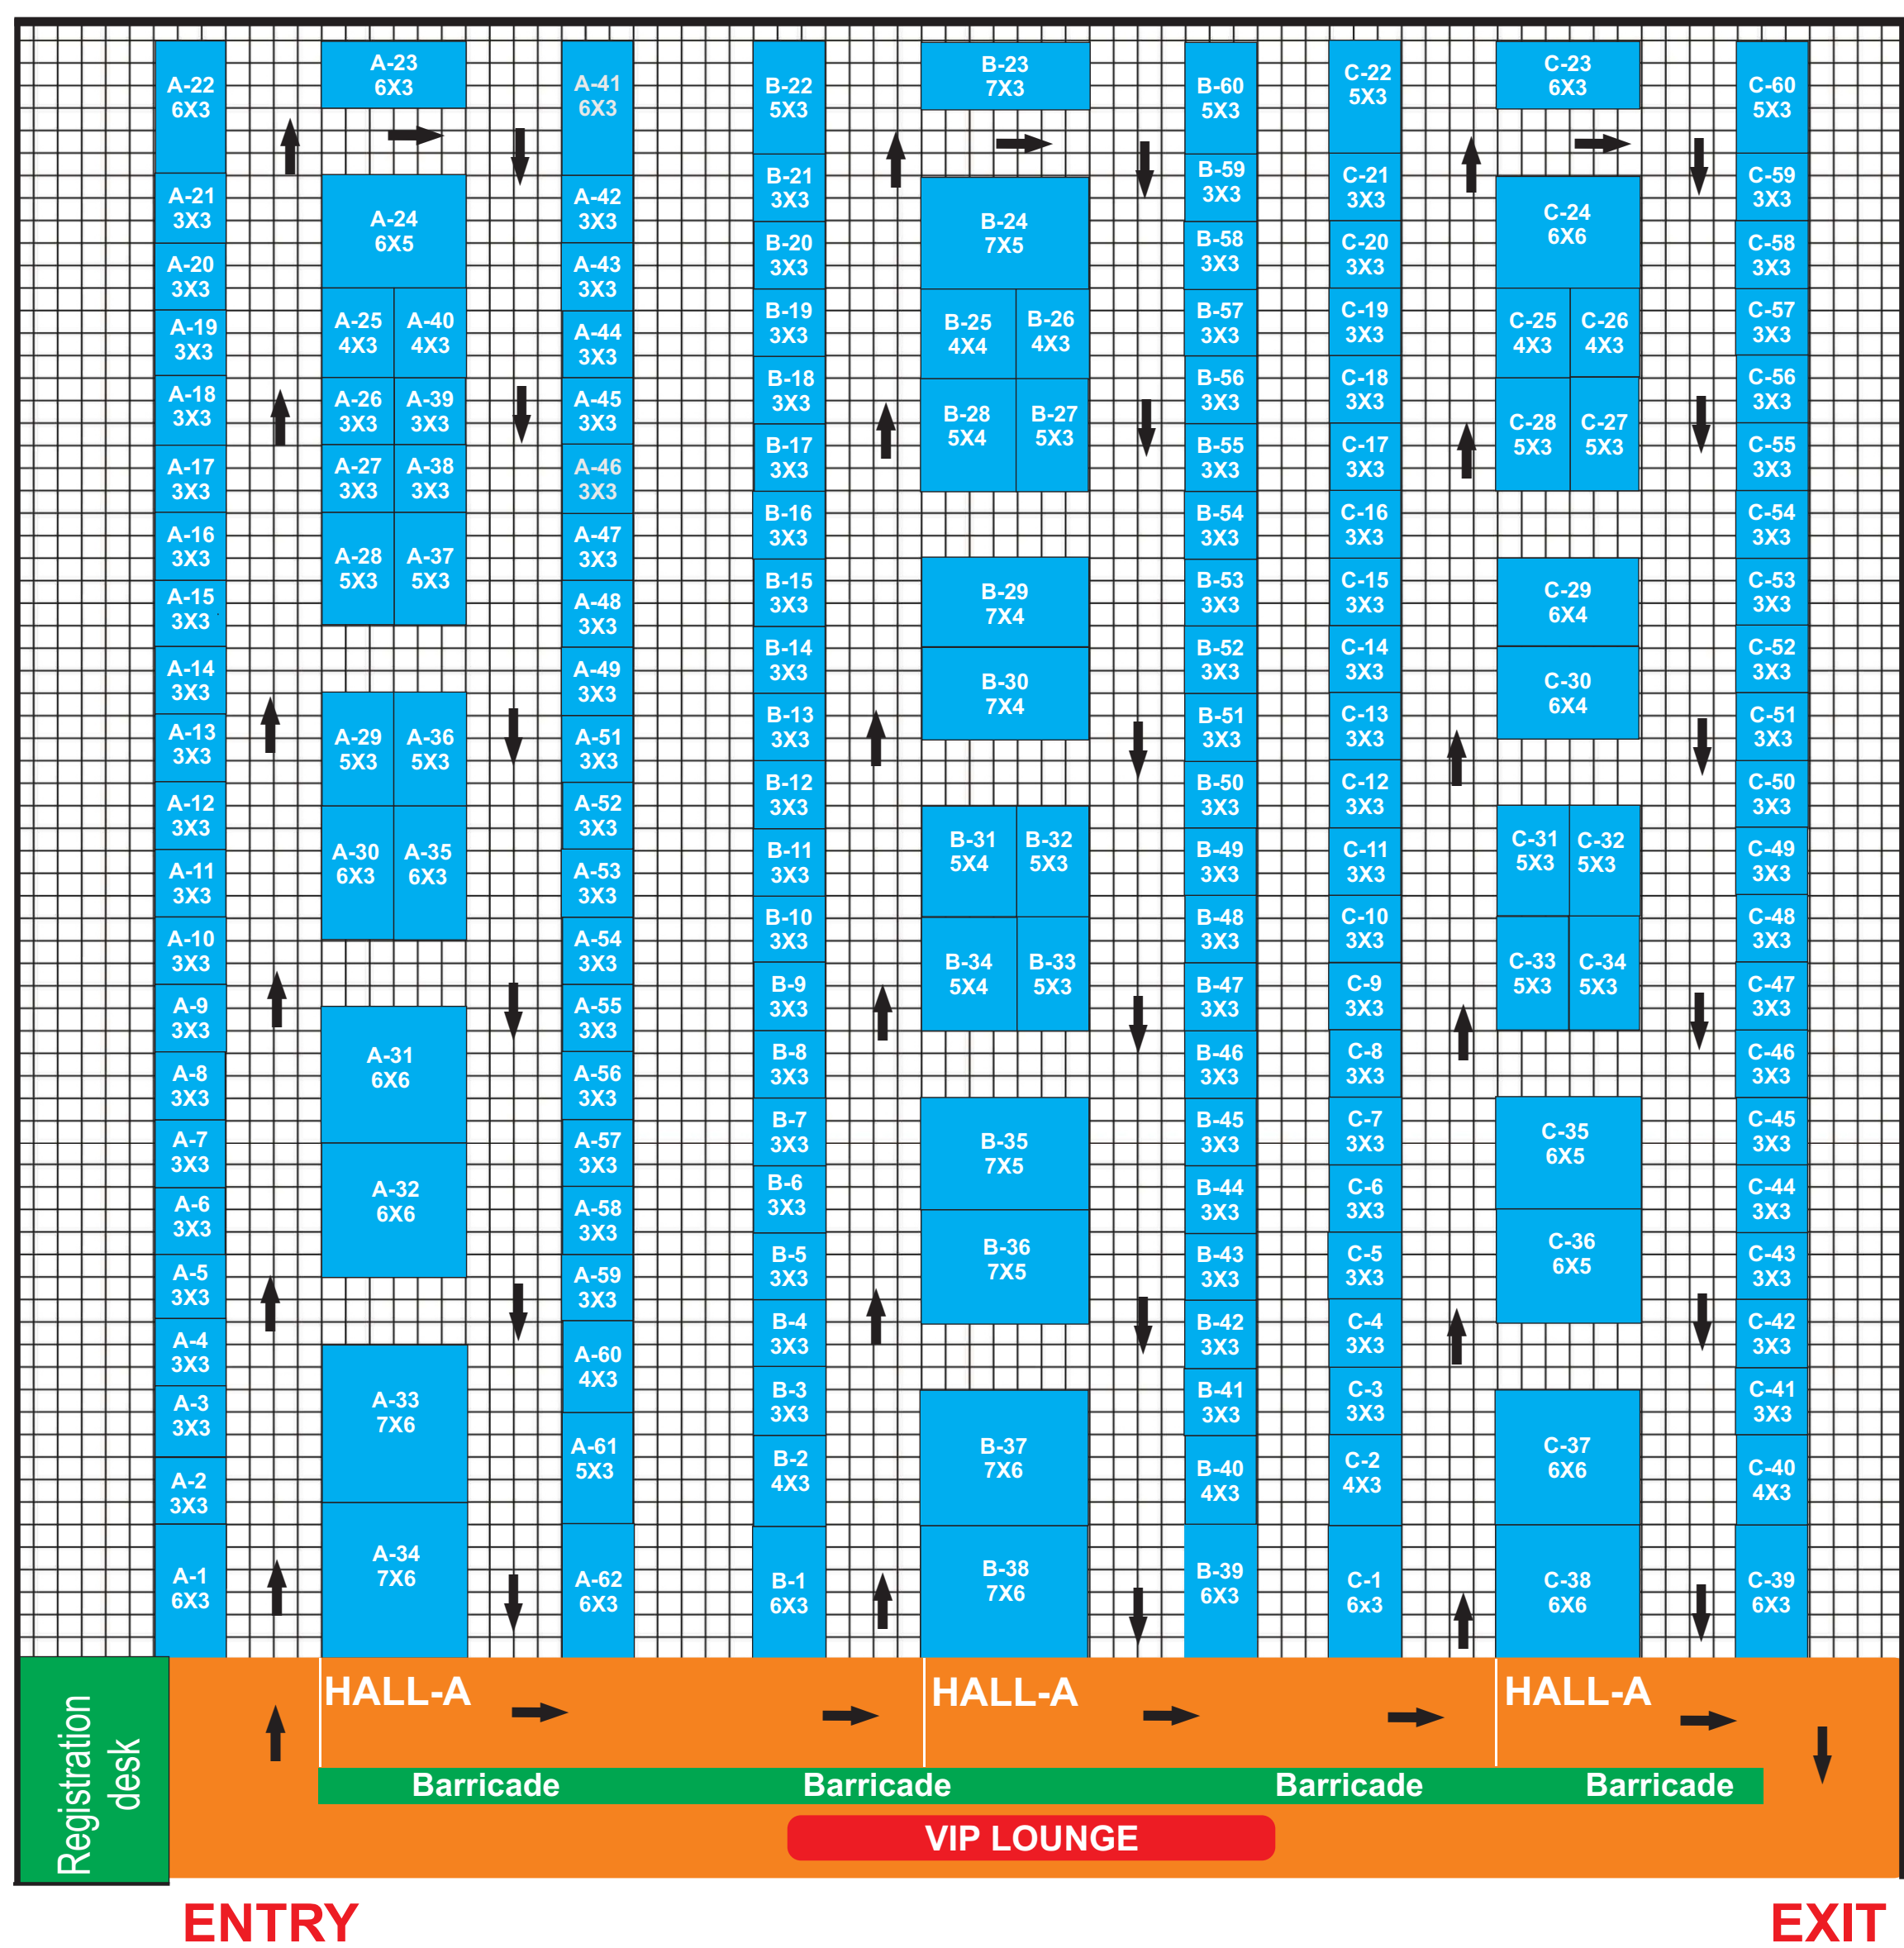 A-22
6X3
A-21
3X3
A-20
3X3
A-19
3X3
A-18
3X3
A-17
3X3
A-16
3X3
A-15
3X3
A-14
3X3
A-13
3X3
A-12
3X3
A-11
3X3
A-10
3X3
A-9
3X3
A-8
3X3
A-7
3X3
A-6
3X3
A-5
3X3
A-4
3X3
A-3
3X3
A-2
3X3
A-1
6X3
A-23
6X3
A-24
6X5
A-25
4X3
A-40
4X3
A-26
3X3
A-39
3X3
A-27
3X3
A-38
3X3
A-28
5X3
A-37
5X3
A-29
5X3
A-36
5X3
A-30
6X3
A-35
6X3
A-31
6X6
A-32
6X6
A-33
7X6
A-34
7X6
A-41
6X3
A-42
3X3
A-43
3X3
A-44
3X3
A-45
3X3
A-46
3X3
A-47
3X3
A-48
3X3
A-49
3X3
A-51
3X3
A-52
3X3
A-53
3X3
A-54
3X3
A-55
3X3
A-56
3X3
A-57
3X3
A-58
3X3
A-59
3X3
A-60
4X3
A-61
5X3
A-62
6X3
B-22
5X3
B-21
3X3
B-20
3X3
B-19
3X3
B-18
3X3
B-17
3X3
B-16
3X3
B-15
3X3
B-14
3X3
B-13
3X3
B-12
3X3
B-11
3X3
B-10
3X3
B-9
3X3
B-8
3X3
B-7
3X3
B-6
3X3
B-5
3X3
B-4
3X3
B-3
3X3
B-2
4X3
B-1
6X3
B-23
7X3
B-24
7X5
B-25
4X4
B-26
4X3
B-28
5X4
B-27
5X3
B-29
7X4
B-30
7X4
B-31
5X4
B-32
5X3
B-34
5X4
B-33
5X3
B-35
7X5
B-36
7X5
B-37
7X6
B-38
7X6
B-60
5X3
B-59
3X3
B-58
3X3
B-57
3X3
B-56
3X3
B-55
3X3
B-54
3X3
B-53
3X3
B-52
3X3
B-51
3X3
B-50
3X3
B-49
3X3
B-48
3X3
B-47
3X3
B-46
3X3
B-45
3X3
B-44
3X3
B-43
3X3
B-42
3X3
B-41
3X3
B-40
4X3
B-39
6X3
C-22
5X3
C-21
3X3
C-20
3X3
C-19
3X3
C-18
3X3
C-17
3X3
C-16
3X3
C-15
3X3
C-14
3X3
C-13
3X3
C-12
3X3
C-11
3X3
C-10
3X3
C-9
3X3
C-8
3X3
C-7
3X3
C-6
3X3
C-5
3X3
C-4
3X3
C-3
3X3
C-2
4X3
C-1
6x3
C-23
6X3
C-24
6X6
C-25
4X3
C-26
4X3
C-28
5X3
C-27
5X3
C-29
6X4
C-30
6X4
C-31
5X3
C-32
5X3
C-33
5X3
C-34
5X3
C-35
6X5
C-36
6X5
C-37
6X6
C-38
6X6
C-60
5X3
C-59
3X3
C-58
3X3
C-57
3X3
C-56
3X3
C-55
3X3
C-54
3X3
C-53
3X3
C-52
3X3
C-51
3X3
C-50
3X3
C-49
3X3
C-48
3X3
C-47
3X3
C-46
3X3
C-45
3X3
C-44
3X3
C-43
3X3
C-42
3X3
C-41
3X3
C-40
4X3
C-39
6X3
Registration
desk
HALL-A
HALL-A
HALL-A
Barricade
Barricade
Barricade
Barricade
VIP LOUNGE
ENTRY
EXIT